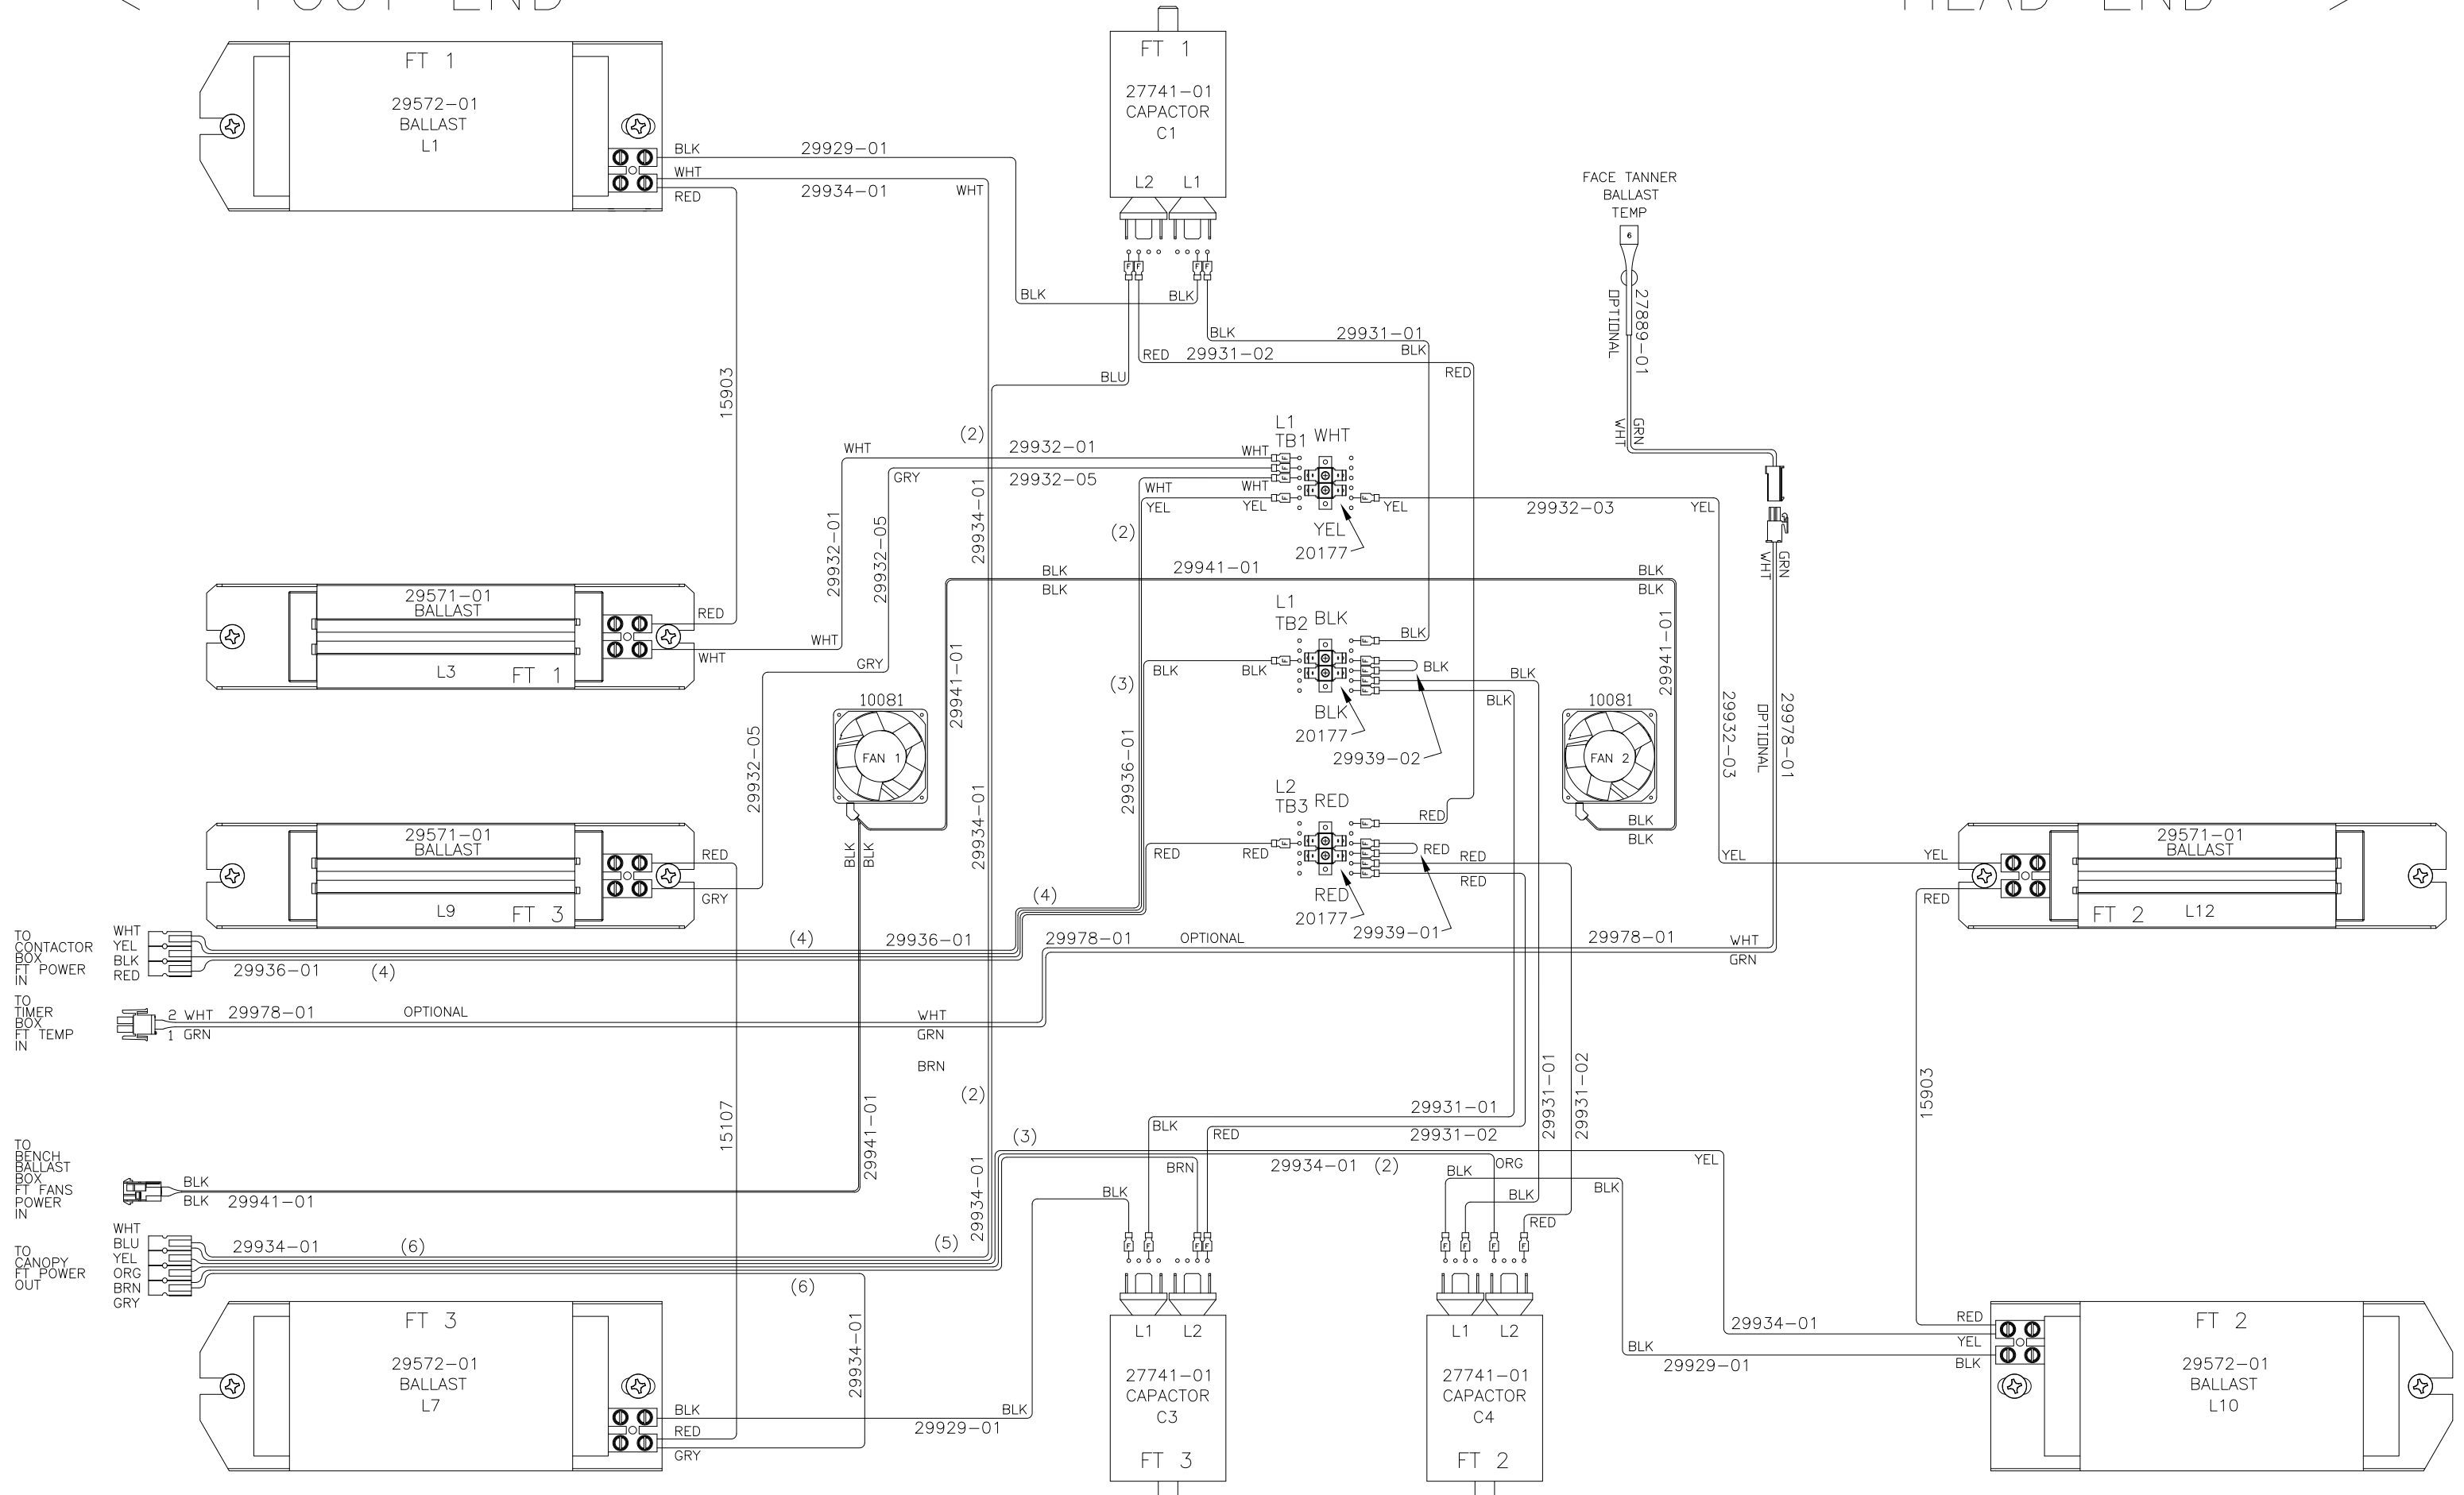 FOOT END
HEAD END
FT 1
29572-01
BALLAST
L1
BLK
29929-01
WHT
29934-01
WHT
RED
FT 1
27741-01
CAPACTOR
C1
L2 L1
BLK
BLK
BLK
29931-01
BLK
RED
29931-02
RED
BLU
FACE TANNER
BALLAST
TEMP
6
27889-01
OPTIONAL
GRN
WHT
15903
(2)
WHT
29932-01
WHT
GRY
29932-05
WHT
WHT
YEL
YEL
L1
TB1
WHT
YEL
20177
YEL
29932-03
YEL
(2)
29932-01
29932-05
29934-01
GRN
WHT
BLK
29941-01
BLK
BLK
BLK
29571-01
BALLAST
L3
FT 1
RED
WHT
WHT
GRY
L1
TB2
BLK
BLK
BLK
BLK
BLK
BLK
BLK
BLK
20177
29939-02
(3)
29941-01
29941-01
29932-03
OPTIONAL
29978-01
10081
FAN 1
10081
FAN 2
29932-05
29934-01
29936-01
L2
TB3
RED
RED
RED
RED
RED
RED
RED
RED
20177
29939-01
BLK
BLK
BLK
BLK
29571-01
BALLAST
L9
FT 3
RED
GRY
YEL
YEL
RED
29571-01
BALLAST
FT 2
L12
(4)
TO
CONTACTOR
BOX
FT POWER
IN
WHT
YEL
BLK
RED
29936-01
(4)
(4)
29936-01
29978-01
OPTIONAL
29978-01
WHT
GRN
TO
TIMER
BOX
FT TEMP
IN
2 WHT
1 GRN
29978-01
OPTIONAL
WHT
GRN
BRN
(2)
15107
29941-01
29931-01
29931-02
15903
29931-01
BLK
RED
29931-02
(3)
BRN
29934-01 (2)
ORG
YEL
BLK
BLK
BLK
RED
BLK
TO
BENCH
BALLAST
BOX
FT FANS
POWER
IN
BLK
BLK
29941-01
29934-01
TO
CANOPY
FT POWER
OUT
WHT
BLU
YEL
ORG
BRN
GRY
29934-01
(6)
(5)
(6)
29934-01
FT 3
29572-01
BALLAST
L7
BLK
RED
GRY
29929-01
BLK
L1 L2
27741-01
CAPACTOR
C3
FT 3
L1 L2
27741-01
CAPACTOR
C4
FT 2
BLK
29929-01
29934-01
RED
YEL
BLK
FT 2
29572-01
BALLAST
L10